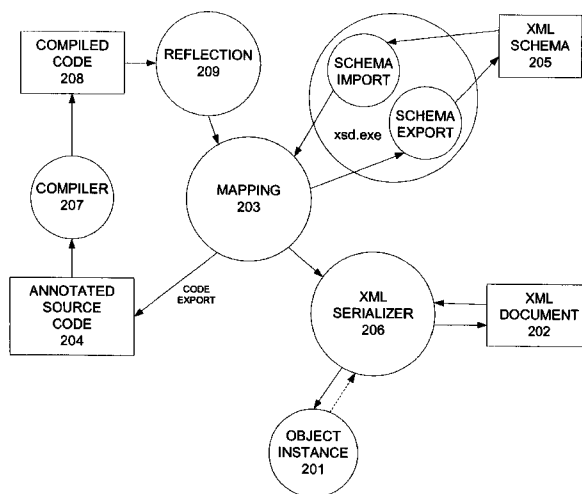 COMPILED
CODE
208
REFLECTION
209
SCHEMA
IMPORT
XML
SCHEMA
205
SCHEMA
EXPORT
xsd.exe
COMPILER
207
MAPPING
203
ANNOTATED
SOURCE
CODE
204
CODE
EXPORT
XML
SERIALIZER
206
XML
DOCUMENT
202
OBJECT
INSTANCE
201